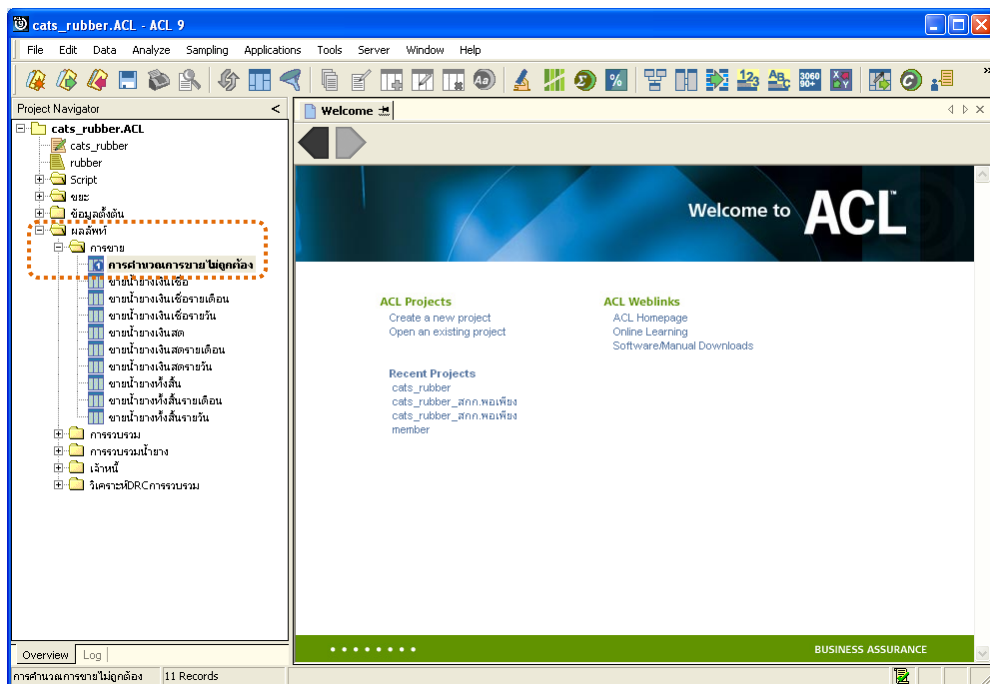 cats_rubber.ACL - ACL 9
File Edit Data Analyze Sampling Applications Tools Server Window Help
Project Navigator <
Welcome
cats_rubber.ACL
cats_rubber
rubber
Script
ขยะ
ข้อมูลตั้งต้น
ผลลัพท์
การขาย
การคำนวณการขายไม่ถูกต้อง
ขายน้ำยางเงินเชื่อ
ขายน้ำยางเงินเชื่อรายเดือน
ขายน้ำยางเงินเชื่อรายวัน
ขายน้ำยางเงินสด
ขายน้ำยางเงินสดรายเดือน
ขายน้ำยางเงินสดรายวัน
ขายน้ำยางทั้งสิ้น
ขายน้ำยางทั้งสิ้นรายเดือน
ขายน้ำยางทั้งสิ้นรายวัน
การรวบรวม
การรวบรวมน้ำยาง
เจ้าหนี้
วิเคราะห์DRCการรวบรวม
Welcome to ACL™
ACL Projects
Create a new project
Open an existing project
Recent Projects
cats_rubber
cats_rubber_สกก.พอเพียง
cats_rubber_สกก.พอเพียง
member
ACL Weblinks
ACL Homepage
Online Learning
Software/Manual Downloads
BUSINESS ASSURANCE
Overview Log
การคำนวณการขายไม่ถูกต้อง 11 Records